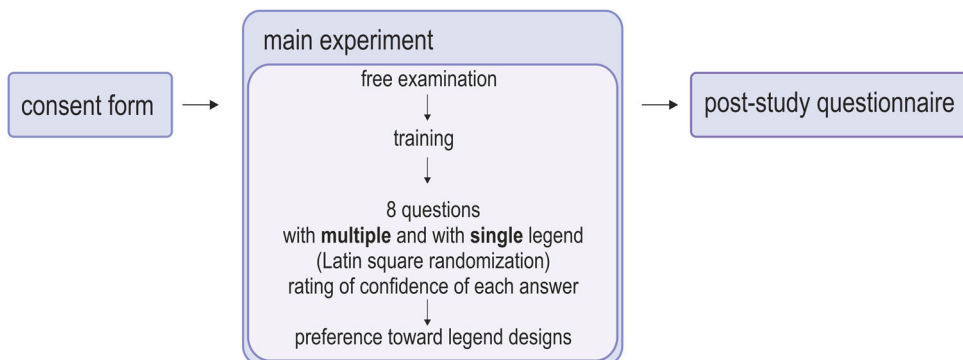 consent form
main experiment
free examination
training
8 questions
with multiple and with single legend
(Latin square randomization)
rating of confidence of each answer
preference toward legend designs
post-study questionnaire